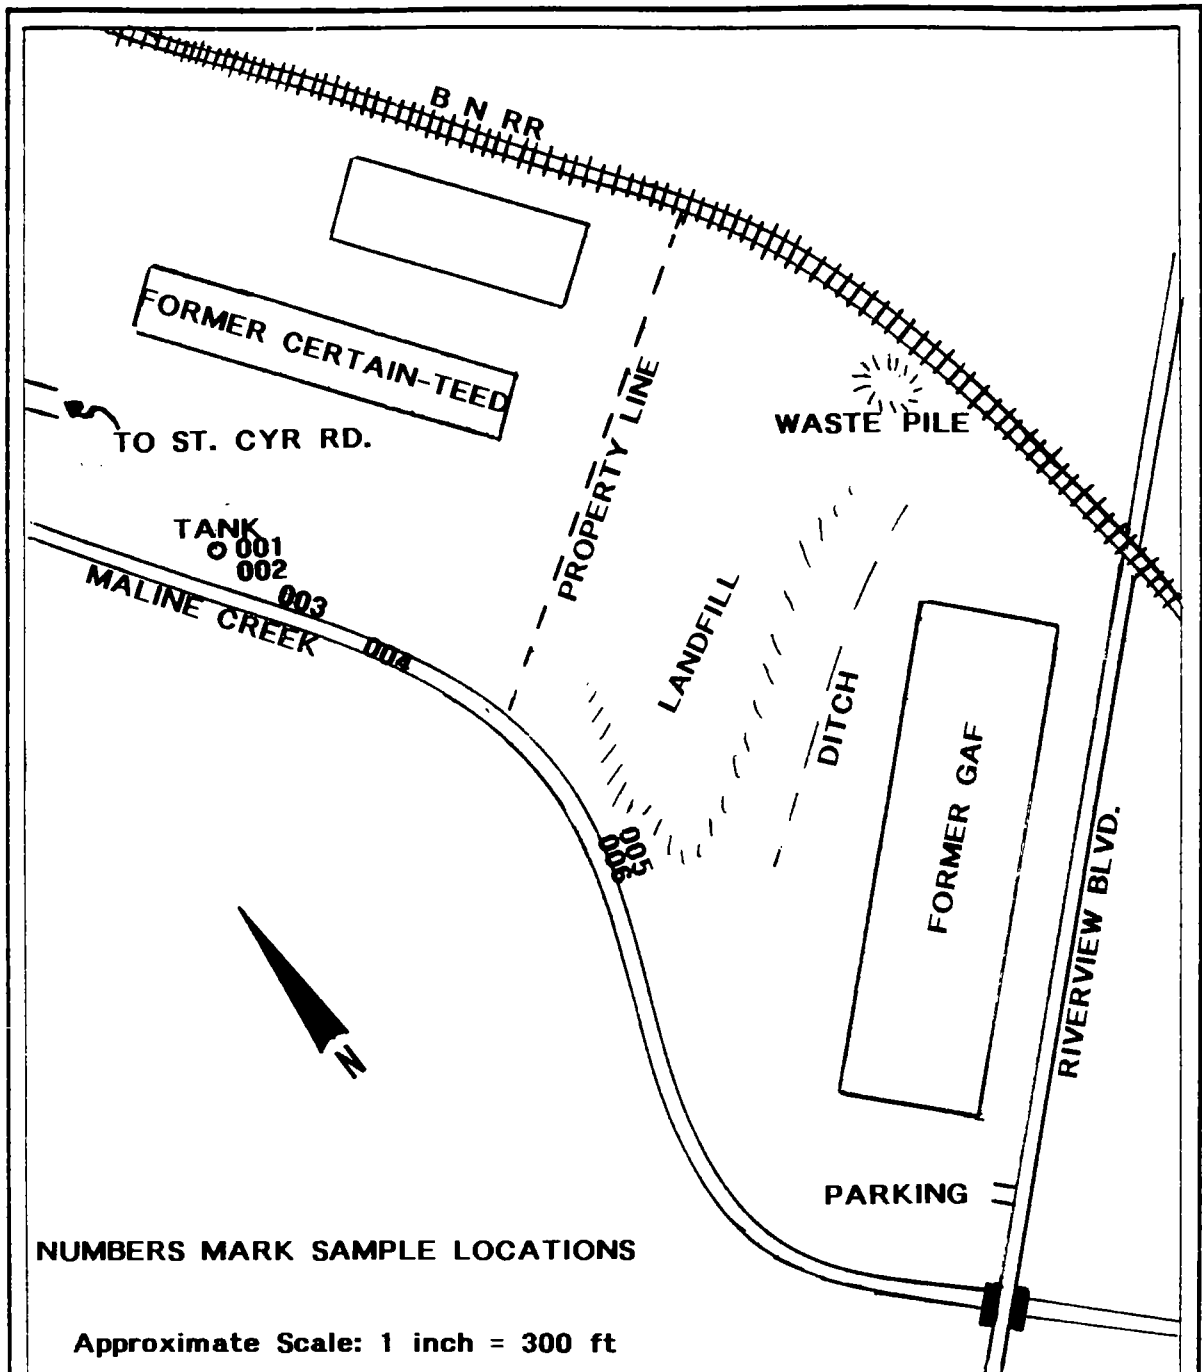 B N RR
FORMER CERTAIN-TEED
PROPERTY LINE
WASTE PILE
TO ST. CYR RD.
TANK
001
002
003
MALINE CREEK
004
LANDFILL
DITCH
FORMER GAF
005
006
RIVERVIEW BLVD.
N
PARKING
NUMBERS MARK SAMPLE LOCATIONS
Approximate Scale: 1 inch = 300 ft